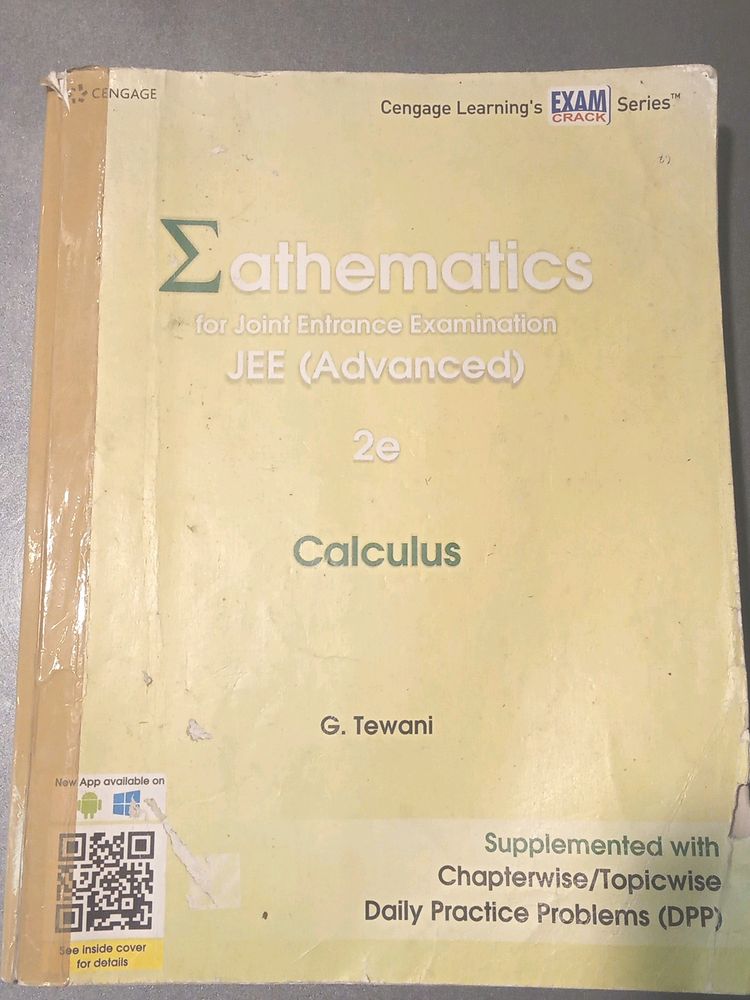 CENGAGE
Cengage Learning's EXAM CRACK Series™
Σathematics
for Joint Entrance Examination
JEE (Advanced)
2e
Calculus
G. Tewani
New App available on
See inside cover
for details
Supplemented with
Chapterwise/Topicwise
Daily Practice Problems (DPP)